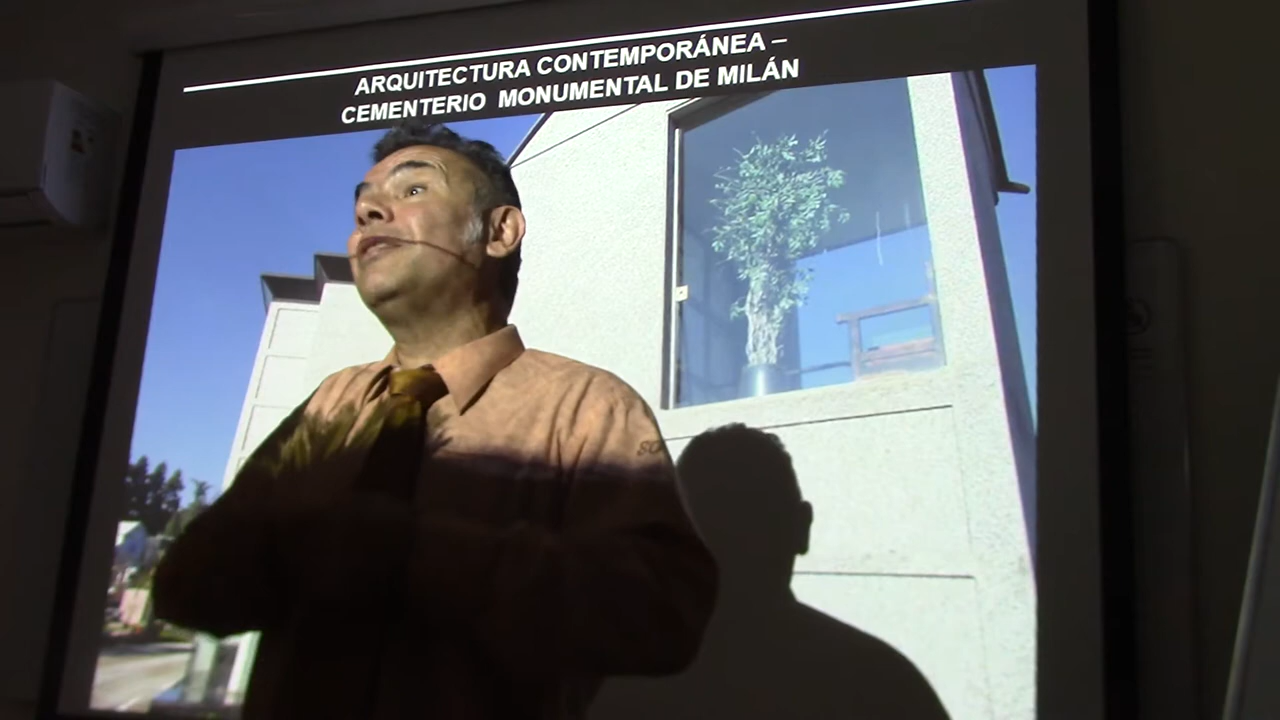 ARQUITECTURA CONTEMPORÁNEA –
CEMENTERIO MONUMENTAL DE MILÁN